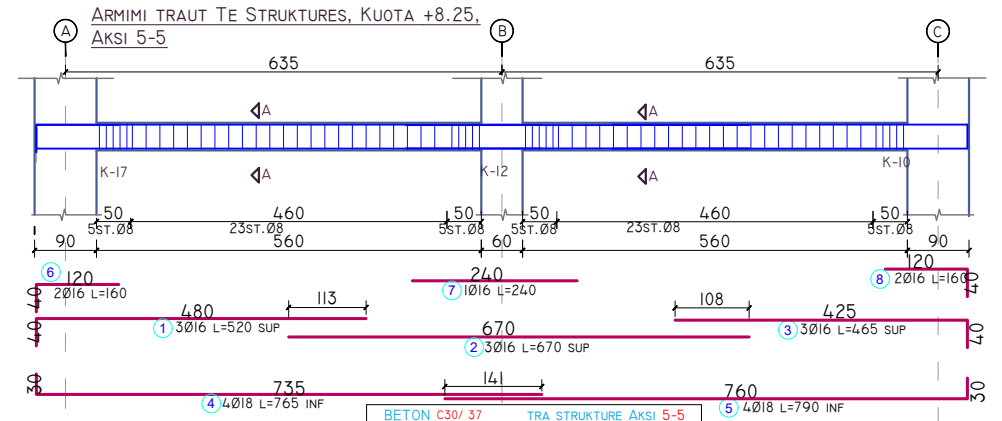 ARMIMI TRAUT TE STRUKTURES, KUOTA +8.25,
AKSI 5-5
A B C
635 635
A A
A A
K-17 K-12 K-10
50 460 50 50 460 50
5ST.Ø8 23ST.Ø8 5ST.Ø8 5ST.Ø8 23ST.Ø8 5ST.Ø8
90 560 60 560 90
6 120 40 2Ø16 L=160
240 7 1Ø16 L=240
120 8 2Ø16 L=160 40
480 113 40 1 3Ø16 L=520 SUP
670 2 3Ø16 L=670 SUP
108 425 3 3Ø16 L=465 SUP 40
30 735 141 4 4Ø18 L=765 INF
760 5 4Ø18 L=790 INF 30
BETON C30/ 37 TRA STRUKTURE AKSI 5-5